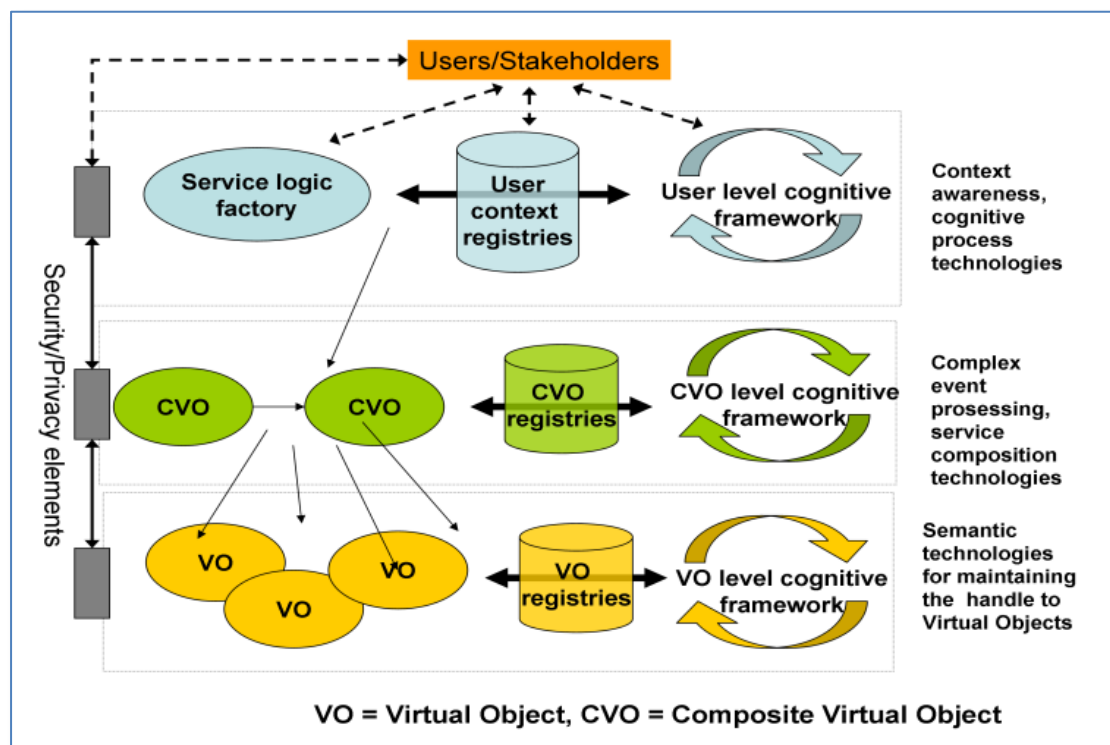 Users/Stakeholders
Service logic
factory
User
context
registries
User level cognitive
framework
Context
awareness,
cognitive
process
technologies
Security/Privacy elements
CVO
CVO
CVO
registries
CVO level cognitive
framework
Complex
event
prosessing,
service
composition
technologies
VO
VO
VO
VO
registries
VO level cognitive
framework
Semantic
technologies
for maintaining
the handle to
Virtual Objects
VO = Virtual Object, CVO = Composite Virtual Object